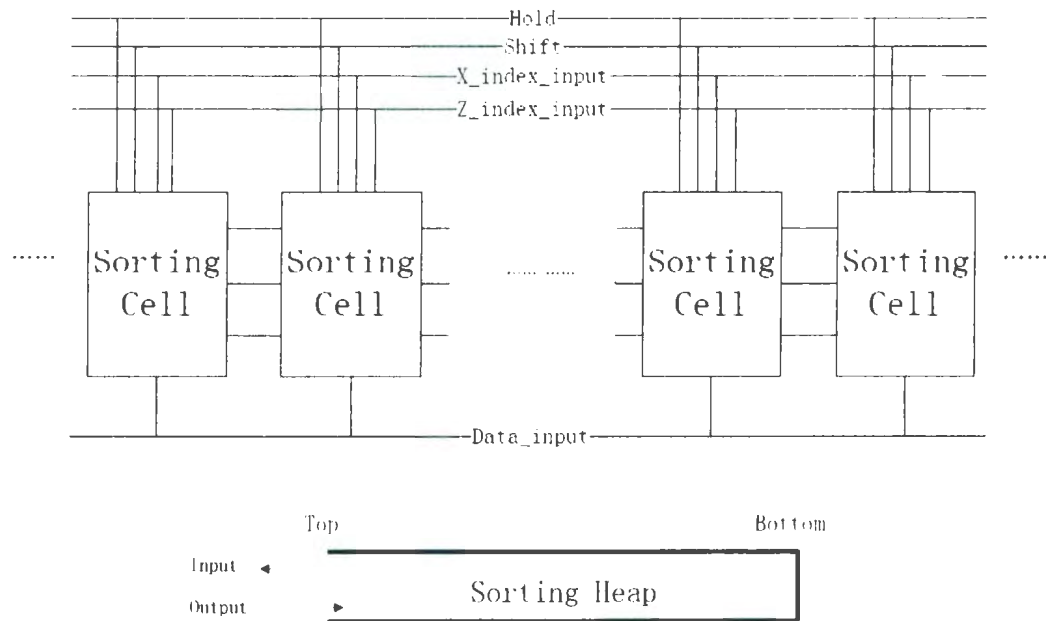 Hold
Shift
X_index_input
Z_index_input
Sorting Cell
Sorting Cell
Sorting Cell
Sorting Cell
......
...... ......
......
Data_input
Top
Bottom
Input
Output
Sorting Heap